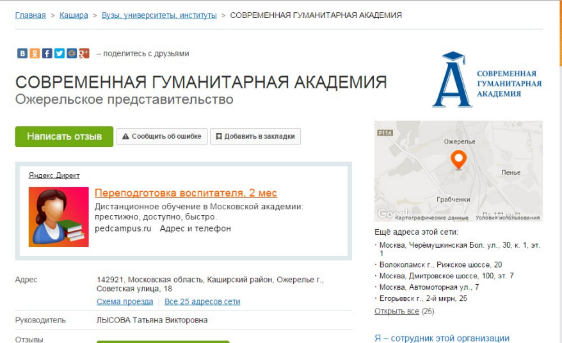 Главная > Кашира > Вузы, университеты, институты > СОВРЕМЕННАЯ ГУМАНИТАРНАЯ АКАДЕМИЯ
– поделитесь с друзьями
СОВРЕМЕННАЯ ГУМАНИТАРНАЯ АКАДЕМИЯ
Ожерельское представительство
Написать отзыв
Сообщить об ошибке
Добавить в закладки
Яндекс.Директ
Переподготовка воспитателя, 2 мес
Дистанционное обучение в Московской академии:
престижно, доступно, быстро.
pedcampus.ru Адрес и телефон
Адрес
142921, Московская область, Каширский район, Ожерелье г.,
Советская улица, 18
Схема проезда Все 25 адресов сети
Руководитель
ЛЫСОВА Татьяна Викторовна
Отзывы
СОВРЕМЕННАЯ
ГУМАНИТАРНАЯ
АКАДЕМИЯ
Ожерелье
Пенье
Грабченки
Картографические данные Условия использования
Ещё адреса этой сети:
· Москва, Черёмушкинская Бол. ул., 30, к. 1, эт.
1
· Волоколамск г., Рижское шоссе, 20
· Москва, Дмитровское шоссе, 100, эт. 7
· Москва, Автомоторная ул., 7
· Егорьевск г., 2-й мкрн, 25
Открыть все (25)
Я – сотрудник этой организации